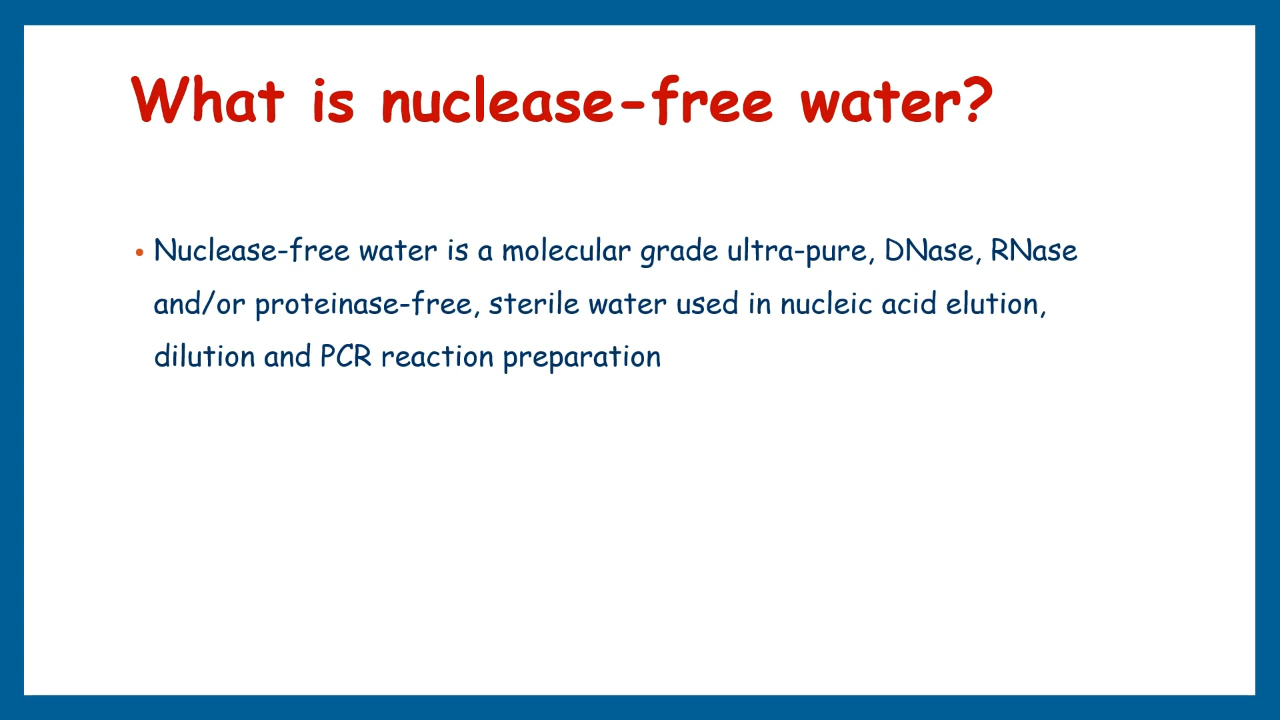 What is nuclease-free water?
• Nuclease-free water is a molecular grade ultra-pure, DNase, RNase
and/or proteinase-free, sterile water used in nucleic acid elution,
dilution and PCR reaction preparation